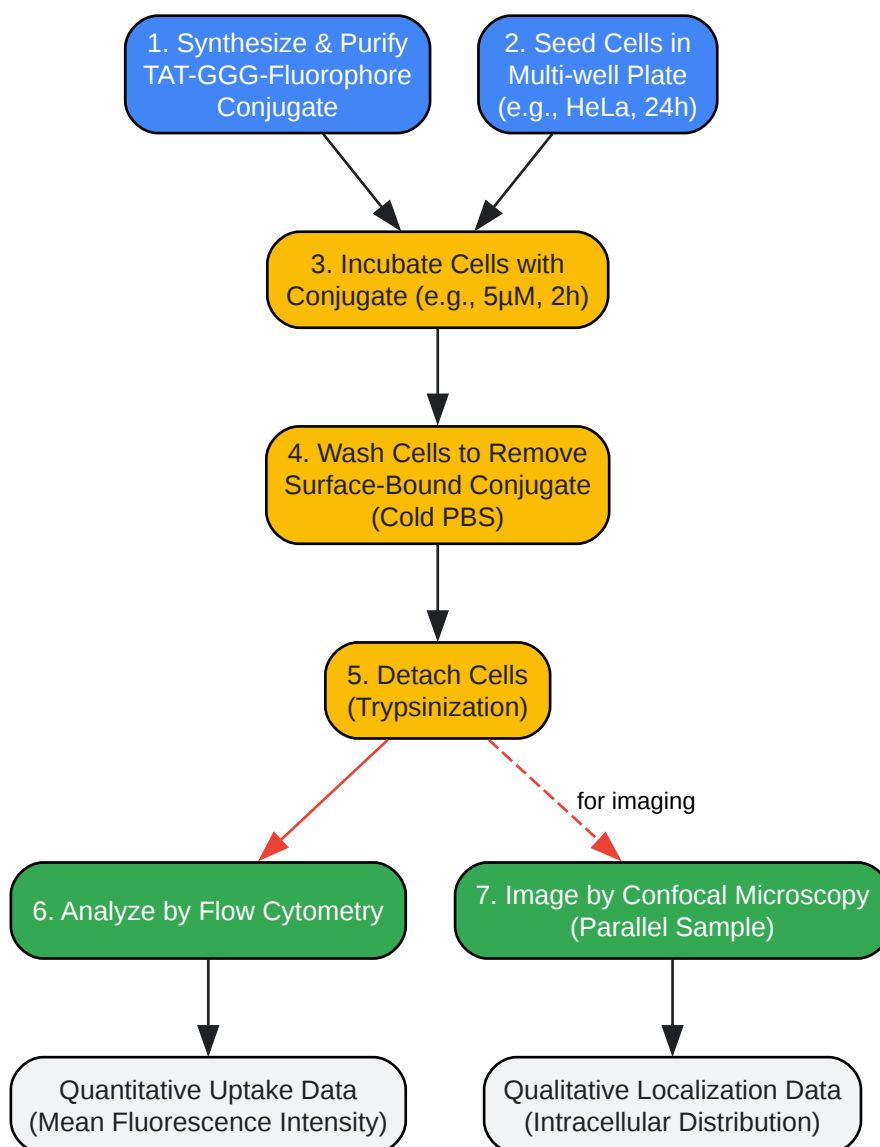 1. Synthesize & Purify
TAT-GGG-Fluorophore
Conjugate
2. Seed Cells in
Multi-well Plate
(e.g., HeLa, 24h)
3. Incubate Cells with
Conjugate (e.g., 5µM, 2h)
4. Wash Cells to Remove
Surface-Bound Conjugate
(Cold PBS)
5. Detach Cells
(Trypsinization)
for imaging
6. Analyze by Flow Cytometry
7. Image by Confocal Microscopy
(Parallel Sample)
Quantitative Uptake Data
(Mean Fluorescence Intensity)
Qualitative Localization Data
(Intracellular Distribution)